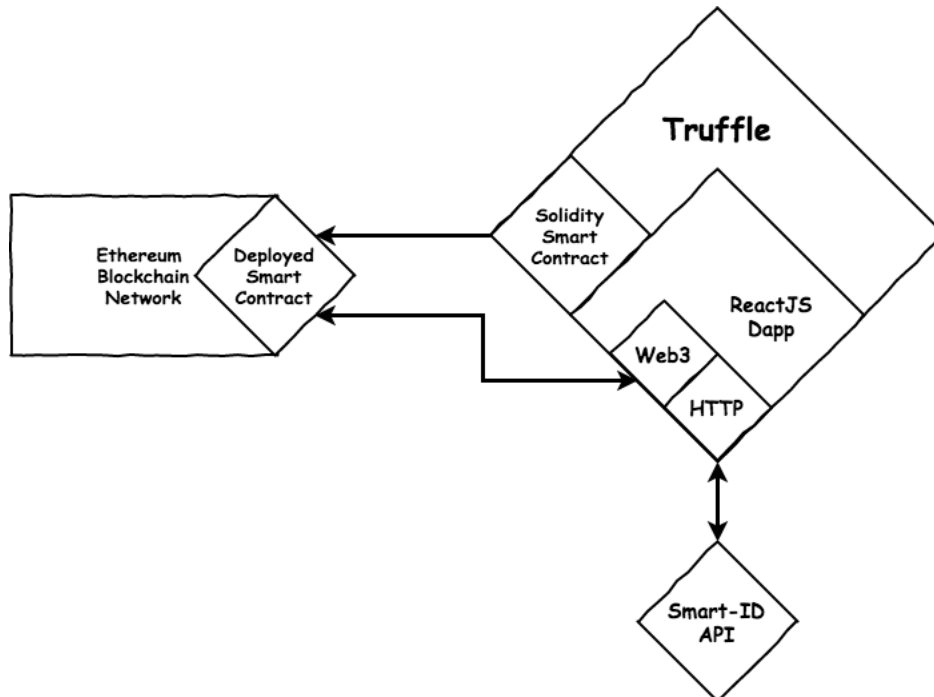 Truffle
Solidity
Smart
Contract
Ethereum
Blockchain
Network
Deployed
Smart
Contract
ReactJS
Dapp
Web3
HTTP
Smart-ID
API